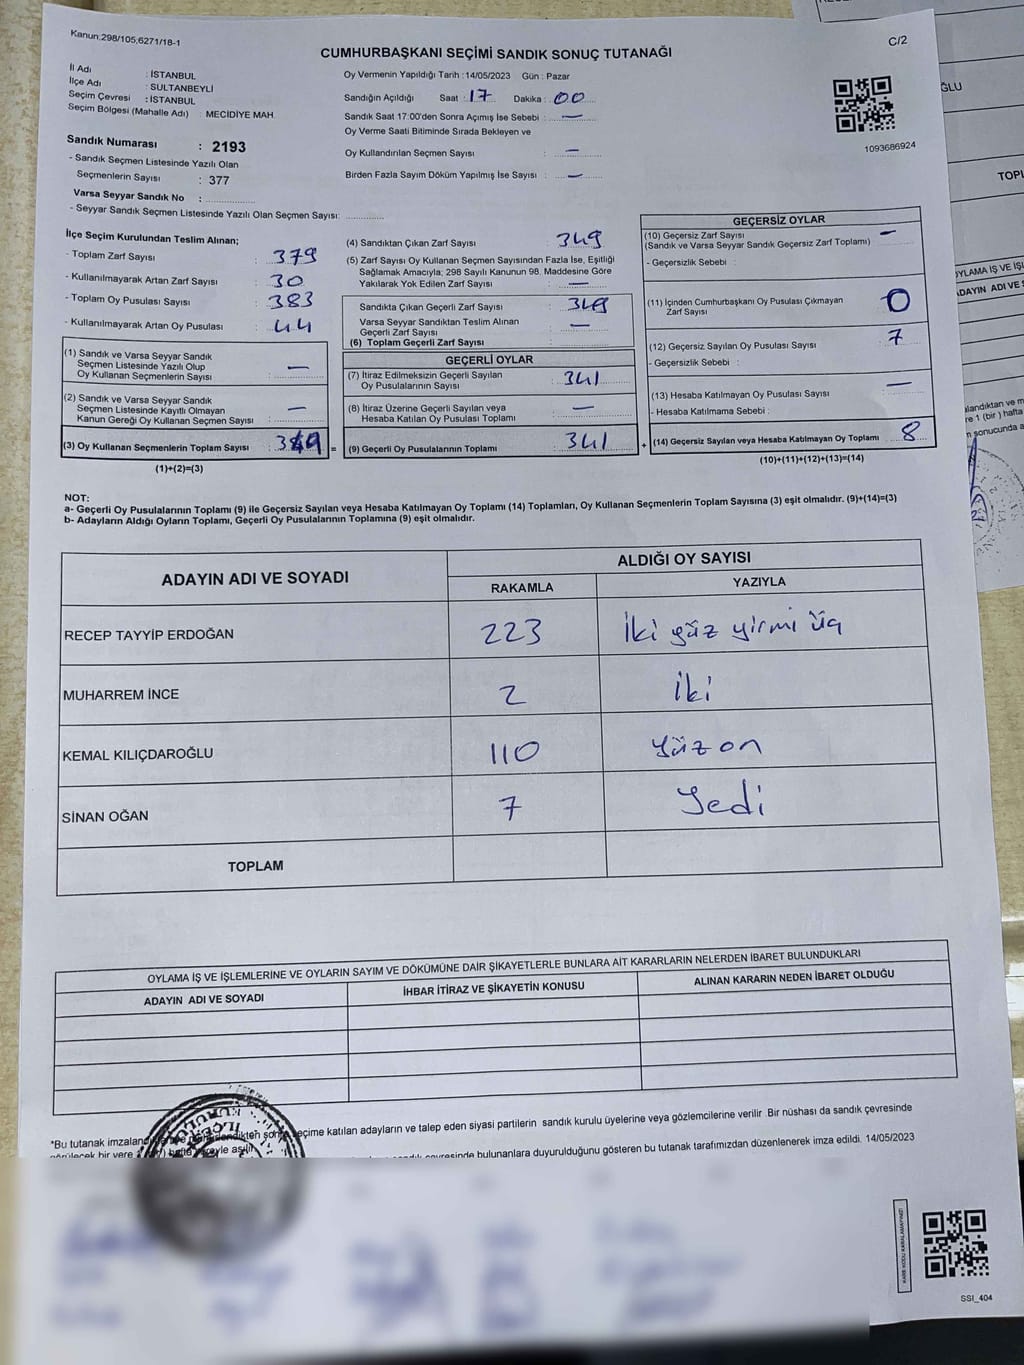 Kanun,298/105,6271/18-1
C/2
CUMHURBAŞKANI SEÇİMİ SANDIK SONUÇ TUTANAĞI
İl Adı : İSTANBUL
İlçe Adı : SULTANBEYLİ
Seçim Çevresi : İSTANBUL
Seçim Bölgesi (Mahalle Adı) : MECİDİYE MAH.
Sandık Numarası : 2193
- Sandık Seçmen Listesinde Yazılı Olan
Seçmenlerin Sayısı : 377
Varsa Seyyar Sandık No :
- Seyyar Sandık Seçmen Listesinde Yazılı Olan Seçmen Sayısı:
Oy Vermenin Yapıldığı Tarih : 14/05/2023 Gün : Pazar
Sandığın Açıldığı Saat : 17 Dakika : 00
Sandık Saat 17:00'den Sonra Açımış İse Sebebi : —
Oy Verme Saati Bitiminde Sırada Bekleyen ve
Oy Kullandırılan Seçmen Sayısı : —
Birden Fazla Sayım Döküm Yapılmış İse Sayısı : —
1093686924
İlçe Seçim Kurulundan Teslim Alınan;
- Toplam Zarf Sayısı : 379
- Kullanılmayarak Artan Zarf Sayısı : 30
- Toplam Oy Pusulası Sayısı : 383
- Kullanılmayarak Artan Oy Pusulası : 44
(1) Sandık ve Varsa Seyyar Sandık
Seçmen Listesinde Yazılı Olup
Oy Kullanan Seçmenlerin Sayısı : —
(2) Sandık ve Varsa Seyyar Sandık
Seçmen Listesinde Kayıtlı Olmayan
Kanun Gereği Oy Kullanan Seçmen Sayısı : —
(3) Oy Kullanan Seçmenlerin Toplam Sayısı : 349 =
(1)+(2)=(3)
(4) Sandıktan Çıkan Zarf Sayısı : 349
(5) Zarf Sayısı Oy Kullanan Seçmen Sayısından Fazla İse, Eşitliği
Sağlamak Amacıyla; 298 Sayılı Kanunun 98. Maddesine Göre
Yakılarak Yok Edilen Zarf Sayısı : —
Sandıkta Çıkan Geçerli Zarf Sayısı : 349
Varsa Seyyar Sandıktan Teslim Alınan
Geçerli Zarf Sayısı : —
(6) Toplam Geçerli Zarf Sayısı :
GEÇERLİ OYLAR
(7) İtiraz Edilmeksizin Geçerli Sayılan
Oy Pusulalarının Sayısı : 341
(8) İtiraz Üzerine Geçerli Sayılan veya
Hesaba Katılan Oy Pusulası Toplamı : —
(9) Geçerli Oy Pusulalarının Toplamı : 341 +
GEÇERSİZ OYLAR
(10) Geçersiz Zarf Sayısı : —
(Sandık ve Varsa Seyyar Sandık Geçersiz Zarf Toplamı)
- Geçersizlik Sebebi :
(11) İçinden Cumhurbaşkanı Oy Pusulası Çıkmayan
Zarf Sayısı : 0
(12) Geçersiz Sayılan Oy Pusulası Sayısı : 7
- Geçersizlik Sebebi :
(13) Hesaba Katılmayan Oy Pusulası Sayısı : —
- Hesaba Katılmama Sebebi :
(14) Geçersiz Sayılan veya Hesaba Katılmayan Oy Toplamı : 8
(10)+(11)+(12)+(13)=(14)
NOT:
a- Geçerli Oy Pusulalarının Toplamı (9) ile Geçersiz Sayılan veya Hesaba Katılmayan Oy Toplamı (14) Toplamları, Oy Kullanan Seçmenlerin Toplam Sayısına (3) eşit olmalıdır. (9)+(14)=(3)
b- Adayların Aldığı Oyların Toplamı, Geçerli Oy Pusulalarının Toplamına (9) eşit olmalıdır.
ADAYIN ADI VE SOYADI
ALDIĞI OY SAYISI
RAKAMLA YAZIYLA
RECEP TAYYİP ERDOĞAN 223 İki yüz yirmi üç
MUHARREM İNCE 2 İki
KEMAL KILIÇDAROĞLU 110 Yüz on
SİNAN OĞAN 7 Yedi
TOPLAM
OYLAMA İŞ VE İŞLEMLERİNE VE OYLARIN SAYIM VE DÖKÜMÜNE DAİR ŞİKAYETLERLE BUNLARA AİT KARARLARIN NELERDEN İBARET BULUNDUKLARI
ADAYIN ADI VE SOYADI İHBAR İTİRAZ VE ŞİKAYETİN KONUSU ALINAN KARARIN NEDEN İBARET OLDUĞU
*Bu tutanak seçime katılan adayların ve talep eden siyasi partilerin sandık kurulu üyelerine veya gözlemcilerine verilir Bir nüshası da sandık çevresinde
bulunanlara duyurulduğunu gösteren bu tutanak tarafımızdan düzenlenerek imza edildi. 14/05/2023
KARE KODU KARALAMAYINIZ!
SSI_404
ĞLU
TOPL
OYLAMA VE İŞ
ADAYIN ADI VE